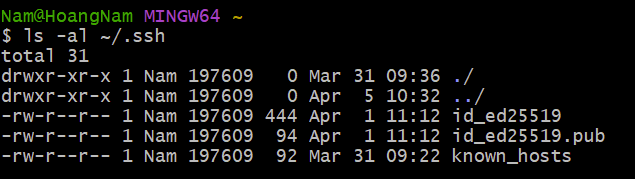 Nam@HoangNam MINGW64 ~
$ ls -al ~/.ssh
total 31
drwxr-xr-x 1 Nam 197609   0 Mar 31 09:36 ./
drwxr-xr-x 1 Nam 197609   0 Apr  5 10:32 ../
-rw-r--r-- 1 Nam 197609 444 Apr  1 11:12 id_ed25519
-rw-r--r-- 1 Nam 197609  94 Apr  1 11:12 id_ed25519.pub
-rw-r--r-- 1 Nam 197609  92 Mar 31 09:22 known_hosts